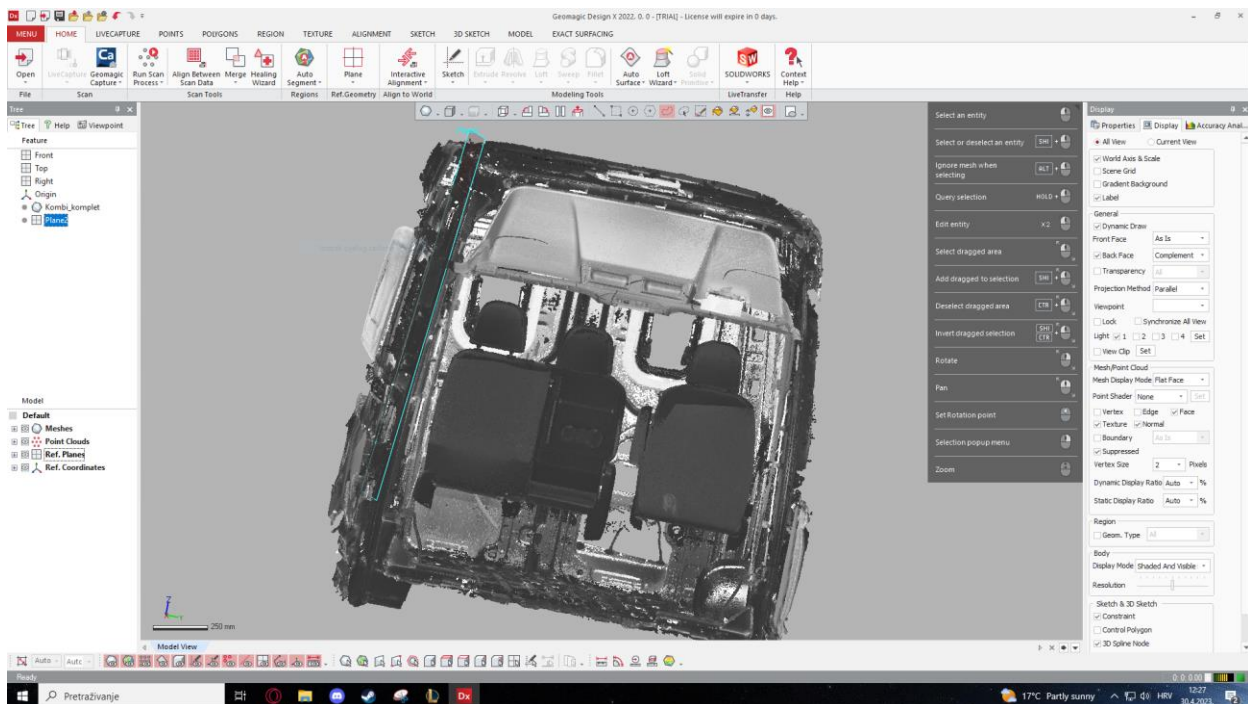 Geomagic Design X 2022. 0. 0 - [TRIAL] - License will expire in 0 days.
MENU HOME LIVECAPTURE POINTS POLYGONS REGION TEXTURE ALIGNMENT SKETCH 3D SKETCH MODEL EXACT SURFACING
Open LiveCapture Geomagic Capture Run Scan Process Align Between Scan Data Merge Healing Wizard Auto Segment Plane Interactive Alignment Sketch Extrude Revolve Loft Sweep Fillet Auto Surface Loft Wizard Solid Primitive SOLIDWORKS Context Help
File Scan Scan Tools Regions Ref.Geometry Align to World Modeling Tools LiveTransfer Help
Tree
Tree Help Viewpoint
Feature
Front
Top
Right
Origin
Kombi_komplet
Plane2
Model
Default
Meshes
Point Clouds
Ref. Planes
Ref. Coordinates
Z
250 mm
Model View
Select an entity
Select or deselect an entity SHI +
Ignore mesh when selecting ALT +
Query selection HOLD +
Edit entity X2
Select dragged area
Add dragged to selection SHI +
Deselect dragged area CTR +
Invert dragged selection SHI CTR +
Rotate
Pan
Set Rotation point
Selection popup menu
Zoom
Display
Properties Display Accuracy Anal...
All View Current View
World Axis & Scale
Scene Grid
Gradient Background
Label
General
Dynamic Draw
Front Face As Is
Back Face Complement
Transparency All
Projection Method Parallel
Viewpoint
Lock Synchronize All View
Light 1 2 3 4 Set
View Clip Set
Mesh/Point Cloud
Mesh Display Mode Flat Face
Point Shader None Set
Vertex Edge Face
Texture Normal
Boundary As Is
Suppressed
Vertex Size 2 Pixels
Dynamic Display Ratio Auto %
Static Display Ratio Auto %
Region
Geom. Type All
Body
Display Mode Shaded And Visible
Resolution
Sketch & 3D Sketch
Constraint
Control Polygon
3D Spline Node
Auto Autc
Ready
0: 0: 0.00
Pretraživanje
17°C Partly sunny HRV 12:27
30.4.2023.